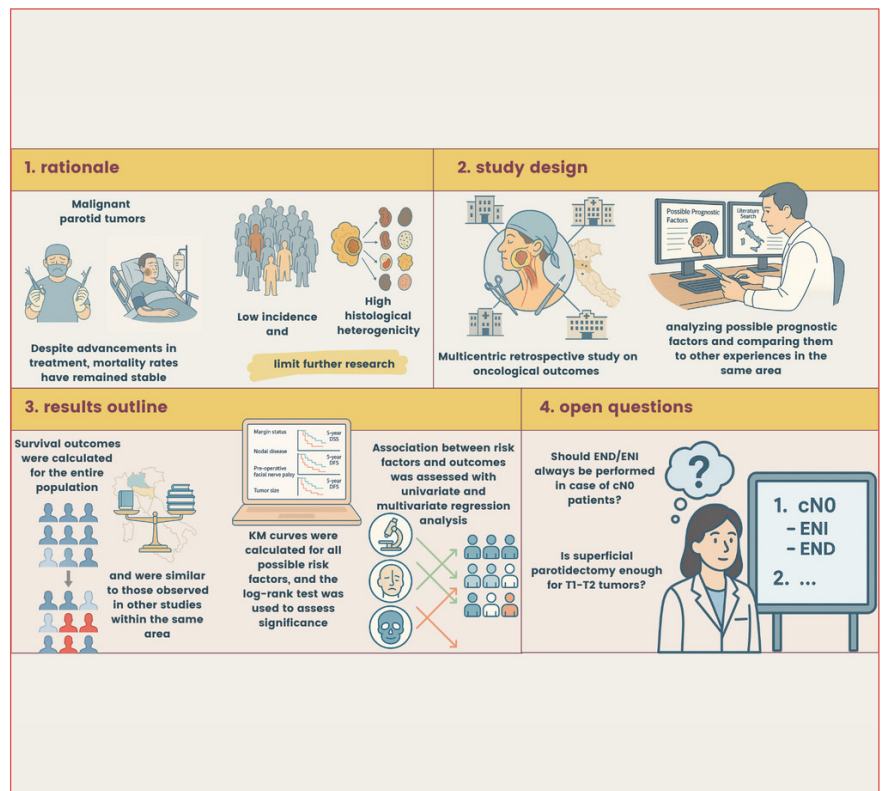 1. rationale
Malignant
parotid tumors
Despite advancements in
treatment, mortality rates
have remained stable
Low incidence
and
High
histological
heterogenicity
limit further research
2. study design
Possible Prognostic
Factors
Literature
Search
Multicentric retrospective study on
oncological outcomes
analyzing possible prognostic
factors and comparing them
to other experiences in the
same area
3. results outline
Survival outcomes
were calculated
for the entire
population
and were similar
to those observed
in other studies
within the same
area
Margin status
Nodal disease
Pre-operative
facial nerve palsy
Tumor size
5-year
DSS
5-year
DFS
5-year
DFS
KM curves were
calculated for all
possible risk
factors, and the
log-rank test was
used to assess
significance
Association between risk
factors and outcomes
was assessed with
univariate and
multivariate regression
analysis
4. open questions
Should END/ENI
always be performed
in case of cN0
patients?
Is superficial
parotidectomy enough
for T1-T2 tumors?
?
1. cN0
- ENI
- END
2. ...